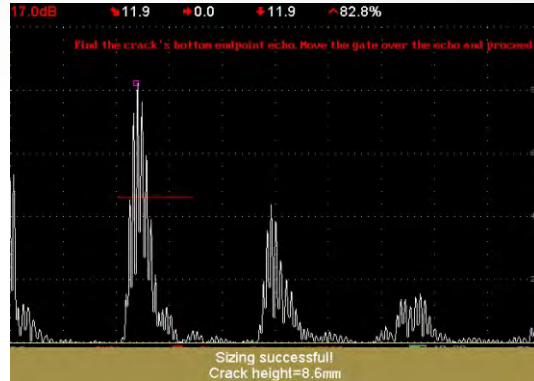 17.0dB 11.9 0.0 11.9 82.8%
Find the crack's bottom endpoint echo. Move the gate over the echo and proceed
Sizing successful!
Crack height=8.6mm